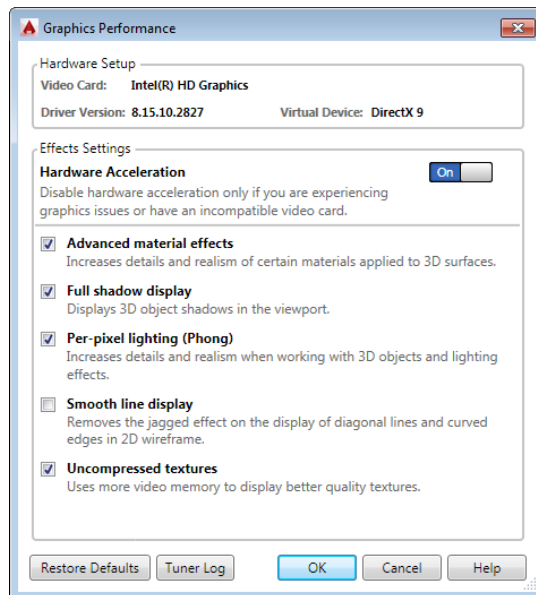 Graphics Performance
Hardware Setup
Video Card: Intel(R) HD Graphics
Driver Version: 8.15.10.2827 Virtual Device: DirectX 9
Effects Settings
Hardware Acceleration On
Disable hardware acceleration only if you are experiencing
graphics issues or have an incompatible video card.
Advanced material effects
Increases details and realism of certain materials applied to 3D surfaces.
Full shadow display
Displays 3D object shadows in the viewport.
Per-pixel lighting (Phong)
Increases details and realism when working with 3D objects and lighting
effects.
Smooth line display
Removes the jagged effect on the display of diagonal lines and curved
edges in 2D wireframe.
Uncompressed textures
Uses more video memory to display better quality textures.
Restore Defaults Tuner Log OK Cancel Help